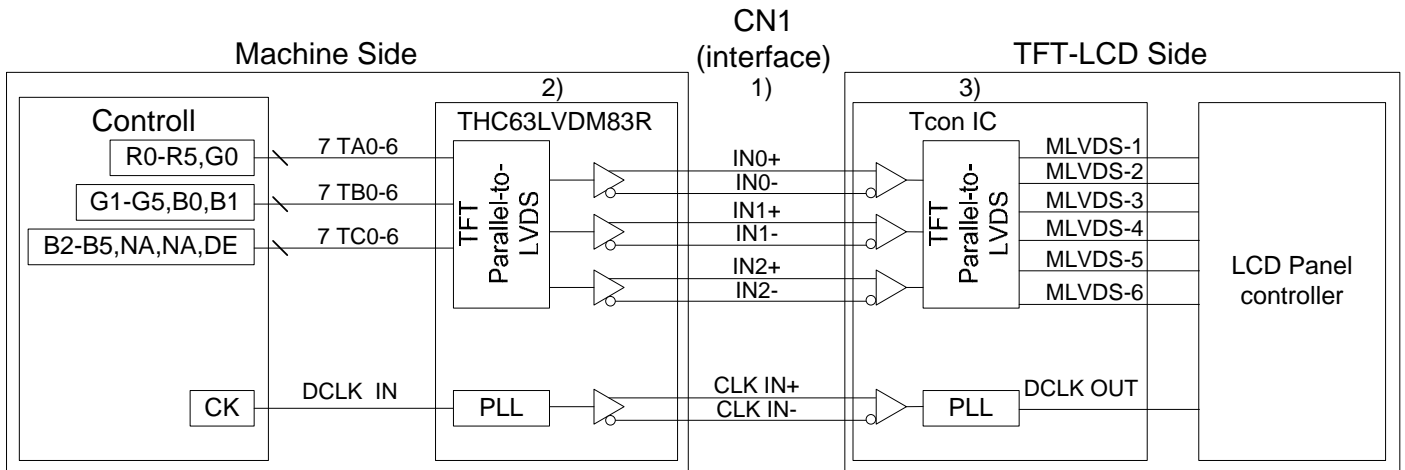 CN1
(interface)
1)
Machine Side
TFT-LCD Side
2)
3)
Controll
THC63LVDM83R
Tcon IC
R0-R5,G0
7 TA0-6
G1-G5,B0,B1
7 TB0-6
B2-B5,NA,NA,DE
7 TC0-6
TFT
Parallel-to-
LVDS
IN0+
IN0-
IN1+
IN1-
IN2+
IN2-
TFT
Parallel-to-
LVDS
MLVDS-1
MLVDS-2
MLVDS-3
MLVDS-4
MLVDS-5
MLVDS-6
LCD Panel
controller
CK
DCLK IN
PLL
CLK IN+
CLK IN-
PLL
DCLK OUT